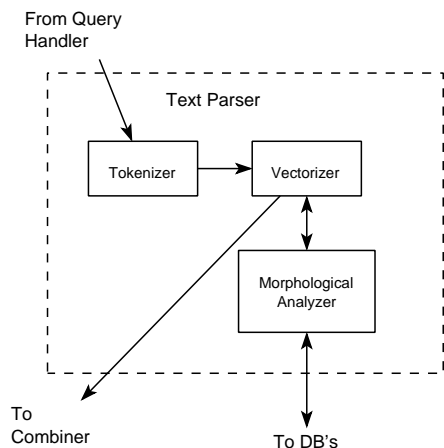 From Query
Handler
Text Parser
Tokenizer
Vectorizer
Morphological
Analyzer
To
Combiner
To DB's